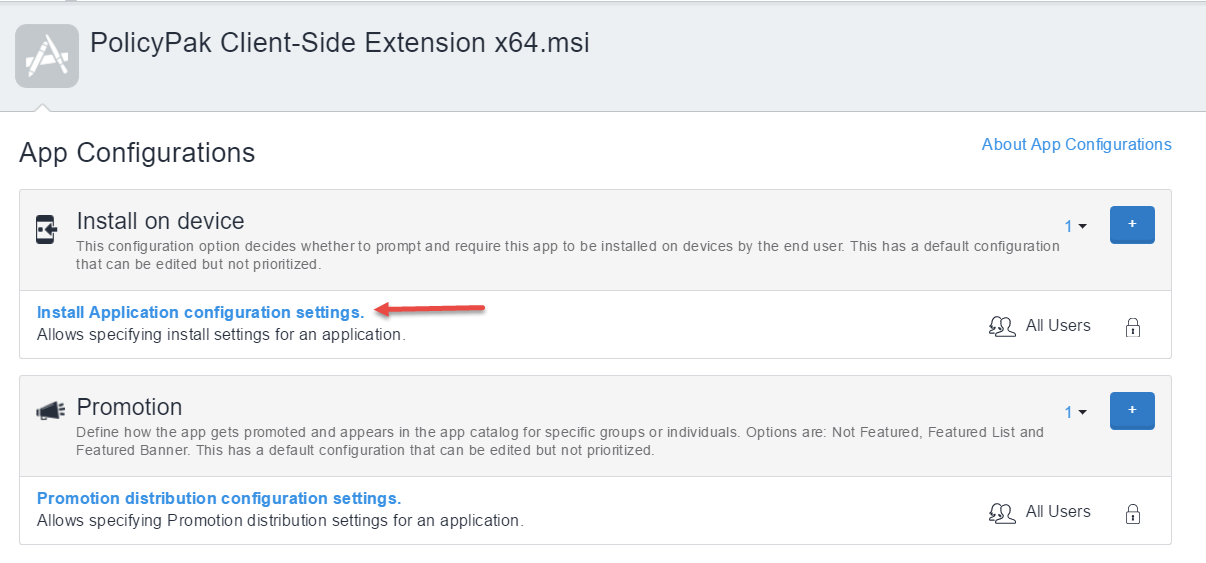 PolicyPak Client-Side Extension x64.msi
App Configurations
About App Configurations
Install on device
1
+
This configuration option decides whether to prompt and require this app to be installed on devices by the end user. This has a default configuration
that can be edited but not prioritized.
Install Application configuration settings.
Allows specifying install settings for an application.
All Users
Promotion
1
+
Define how the app gets promoted and appears in the app catalog for specific groups or individuals. Options are: Not Featured, Featured List and
Featured Banner. This has a default configuration that can be edited but not prioritized.
Promotion distribution configuration settings.
Allows specifying Promotion distribution settings for an application.
All Users